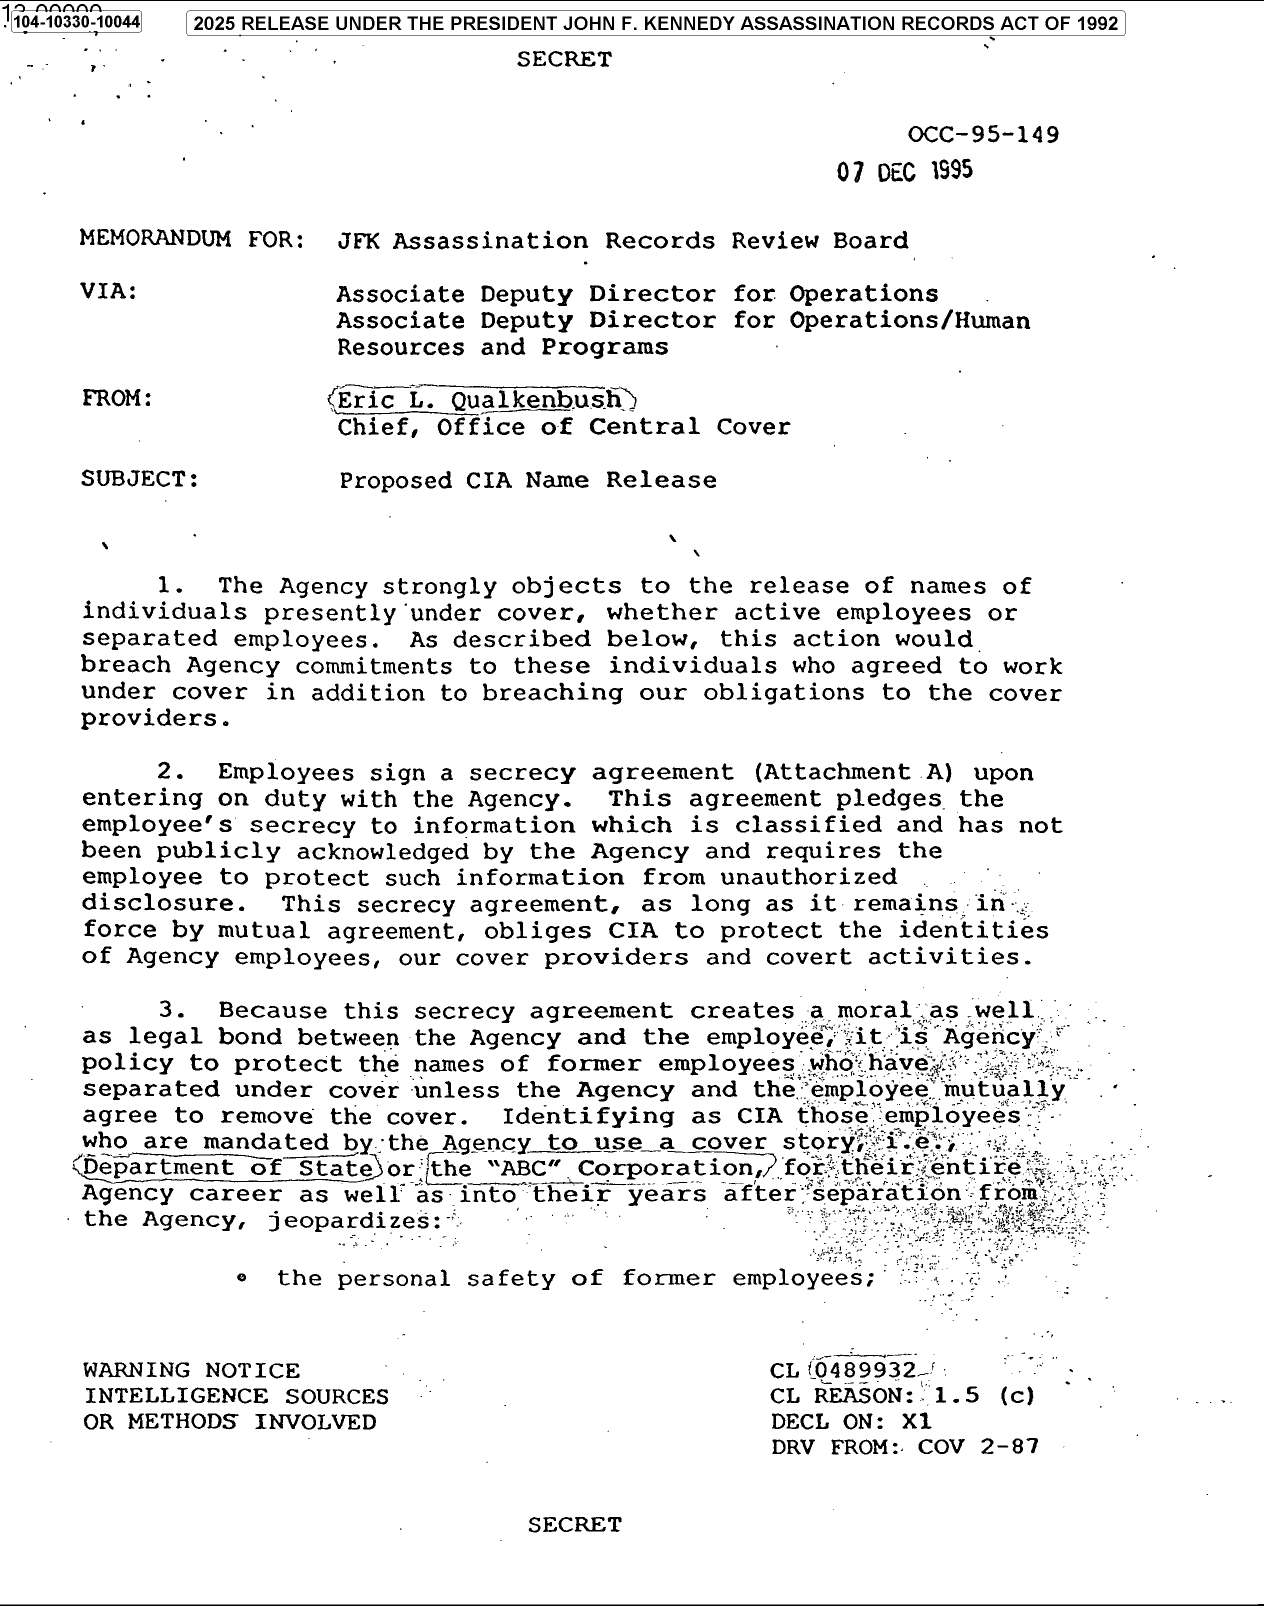 104-10330-10044
2025 RELEASE UNDER THE PRESIDENT JOHN F. KENNEDY ASSASSINATION RECORDS ACT OF 1992
SECRET
OCC-95-149
07 DEC 1995
MEMORANDUM FOR: JFK Assassination Records Review Board
VIA: Associate Deputy Director for Operations
Associate Deputy Director for Operations/Human
Resources and Programs
FROM: Eric L. Qualkenbush
Chief, Office of Central Cover
SUBJECT: Proposed CIA Name Release
1. The Agency strongly objects to the release of names of
individuals presently under cover, whether active employees or
separated employees. As described below, this action would
breach Agency commitments to these individuals who agreed to work
under cover in addition to breaching our obligations to the cover
providers.
2. Employees sign a secrecy agreement (Attachment A) upon
entering on duty with the Agency. This agreement pledges the
employee's secrecy to information which is classified and has not
been publicly acknowledged by the Agency and requires the
employee to protect such information from unauthorized
disclosure. This secrecy agreement, as long as it remains in
force by mutual agreement, obliges CIA to protect the identities
of Agency employees, our cover providers and covert activities.
3. Because this secrecy agreement creates a moral as well
as legal bond between the Agency and the employee, it is Agency
policy to protect the names of former employees who have
separated under cover unless the Agency and the employee mutually
agree to remove the cover. Identifying as CIA those employees
who are mandated by the Agency to use a cover story, i.e.,
Department of State or the "ABC" Corporation, for their entire
Agency career as well as into their years after separation from
the Agency, jeopardizes:
• the personal safety of former employees;
WARNING NOTICE
INTELLIGENCE SOURCES
OR METHODS INVOLVED
CL 0489932
CL REASON: 1.5 (c)
DECL ON: X1
DRV FROM: COV 2-87
SECRET